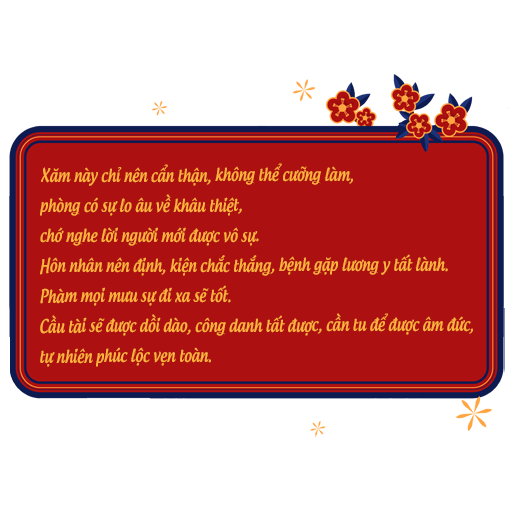 Xăm này chỉ nên cẩn thận, không thể cưỡng làm,
phòng có sự lo âu về khâu thiệt,
chớ nghe lời người mới được vô sự.
Hôn nhân nên định, kiện chắc thắng, bệnh gặp lương y tất lành.
Phàm mọi mưu sự đi xa sẽ tốt.
Cầu tài sẽ được dồi dào, công danh tất được, cần tu để được âm đức,
tự nhiên phúc lộc vẹn toàn.